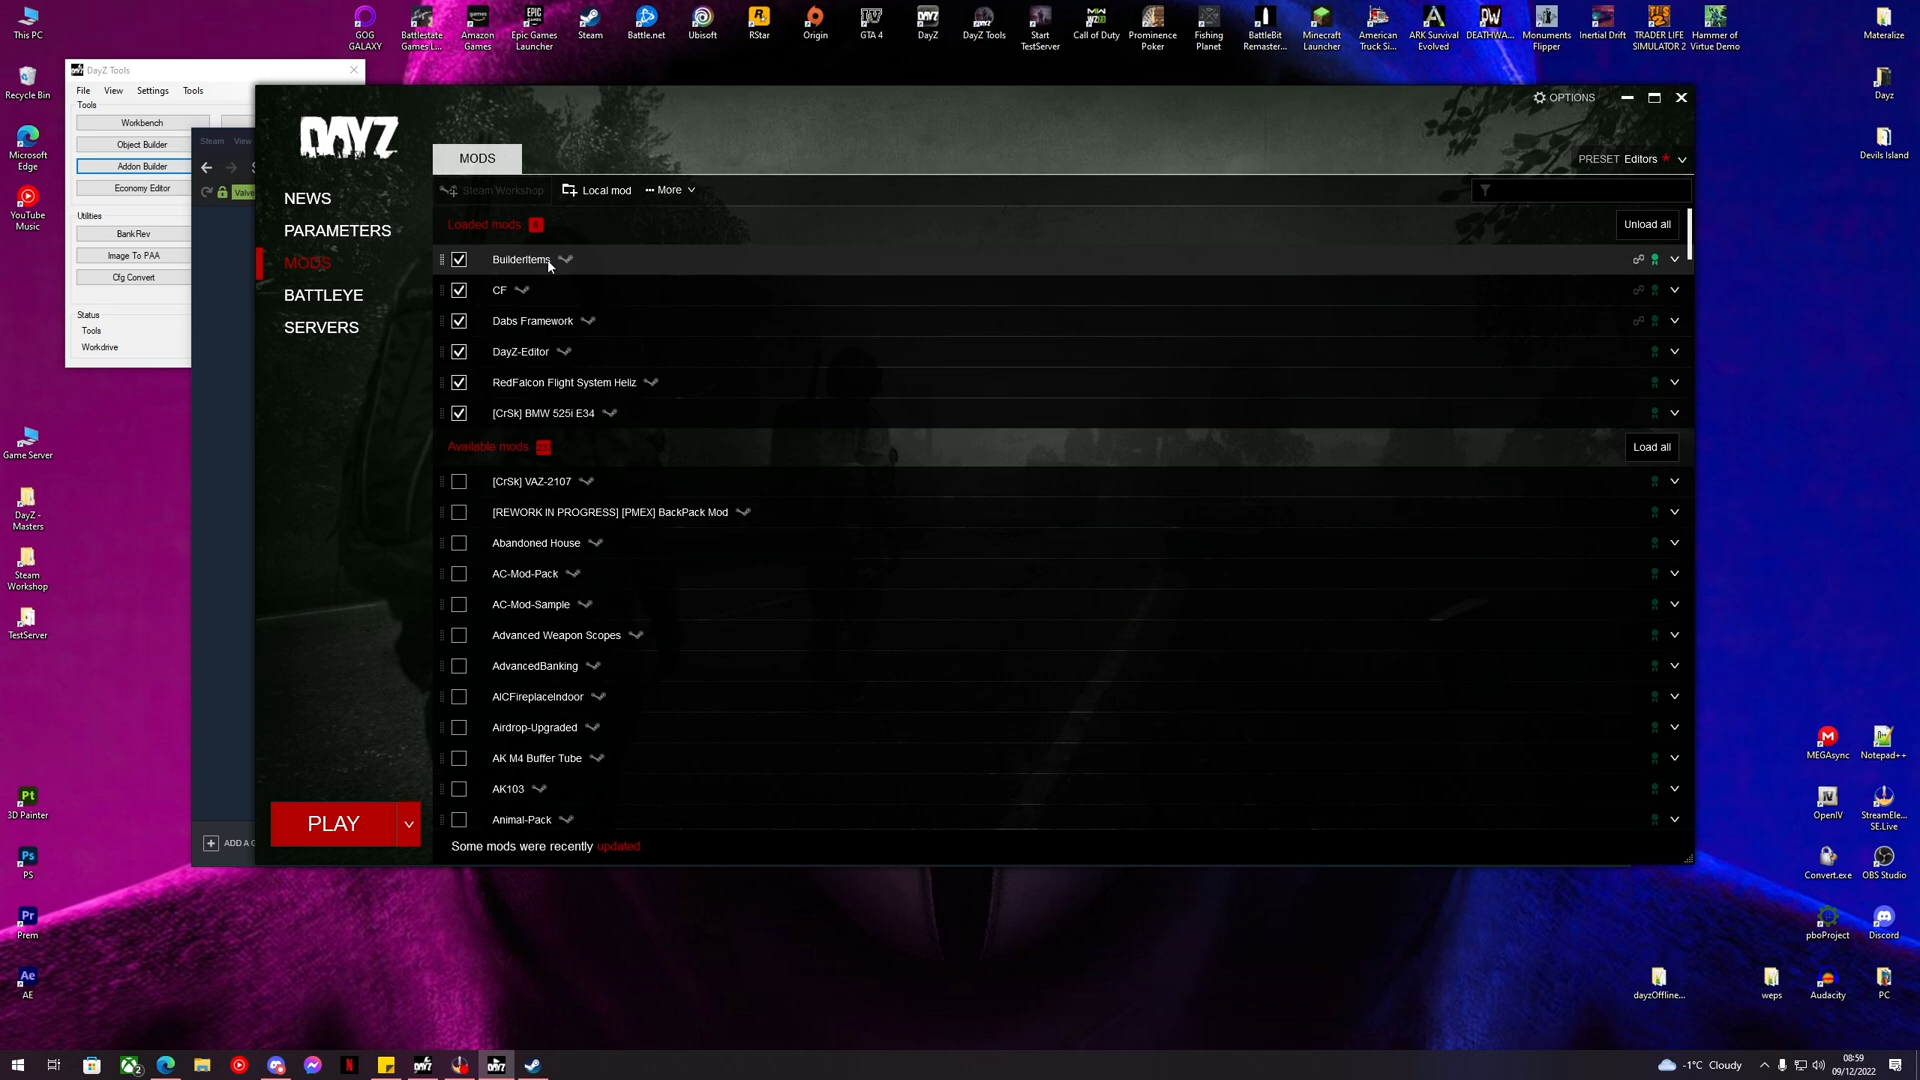 This PC
GOG GALAXY
Battlestate Games L...
Amazon Games
Epic Games Launcher
Steam
Battle.net
Ubisoft
RStar
Origin
GTA 4
DayZ
DayZ Tools
Start TestServer
Call of Duty
Prominence Poker
Fishing Planet
BattleBit Remaster...
Minecraft Launcher
American Truck Si...
ARK Survival Evolved
DEATHWA...
Monuments Flipper
Inertial Drift
TRADER LIFE SIMULATOR 2
Hammer of Virtue Demo
Materalize
Recycle Bin
Microsoft Edge
YouTube Music
Game Server
DayZ - Masters
Steam Workshop
TestServer
3D Painter
PS
Prem
AE
Dayz
Devils Island
MEGAsync
Notepad++
OpenIV
StreamEle... SE.Live
Convert.exe
OBS Studio
pboProject
Discord
dayzOffline...
weps
Audacity
PC
DayZ Tools
File View Settings Tools
Tools
Workbench
Object Builder
Addon Builder
Economy Editor
Utilities
BankRev
Image To PAA
Cfg Convert
Status
Tools
Workdrive
Steam View
Valve
ADD A G
DAYZ
OPTIONS
NEWS
PARAMETERS
MODS
BATTLEYE
SERVERS
PLAY
MODS
PRESET Editors *
Steam Workshop Local mod ••• More
Loaded mods
Unload all
BuilderItems
CF
Dabs Framework
DayZ-Editor
RedFalcon Flight System Heliz
[CrSk] BMW 525i E34
Available mods
Load all
[CrSk] VAZ-2107
[REWORK IN PROGRESS] [PMEX] BackPack Mod
Abandoned House
AC-Mod-Pack
AC-Mod-Sample
Advanced Weapon Scopes
AdvancedBanking
AICFireplaceIndoor
Airdrop-Upgraded
AK M4 Buffer Tube
AK103
Animal-Pack
Some mods were recently updated
-1°C Cloudy
08:59
09/12/2022